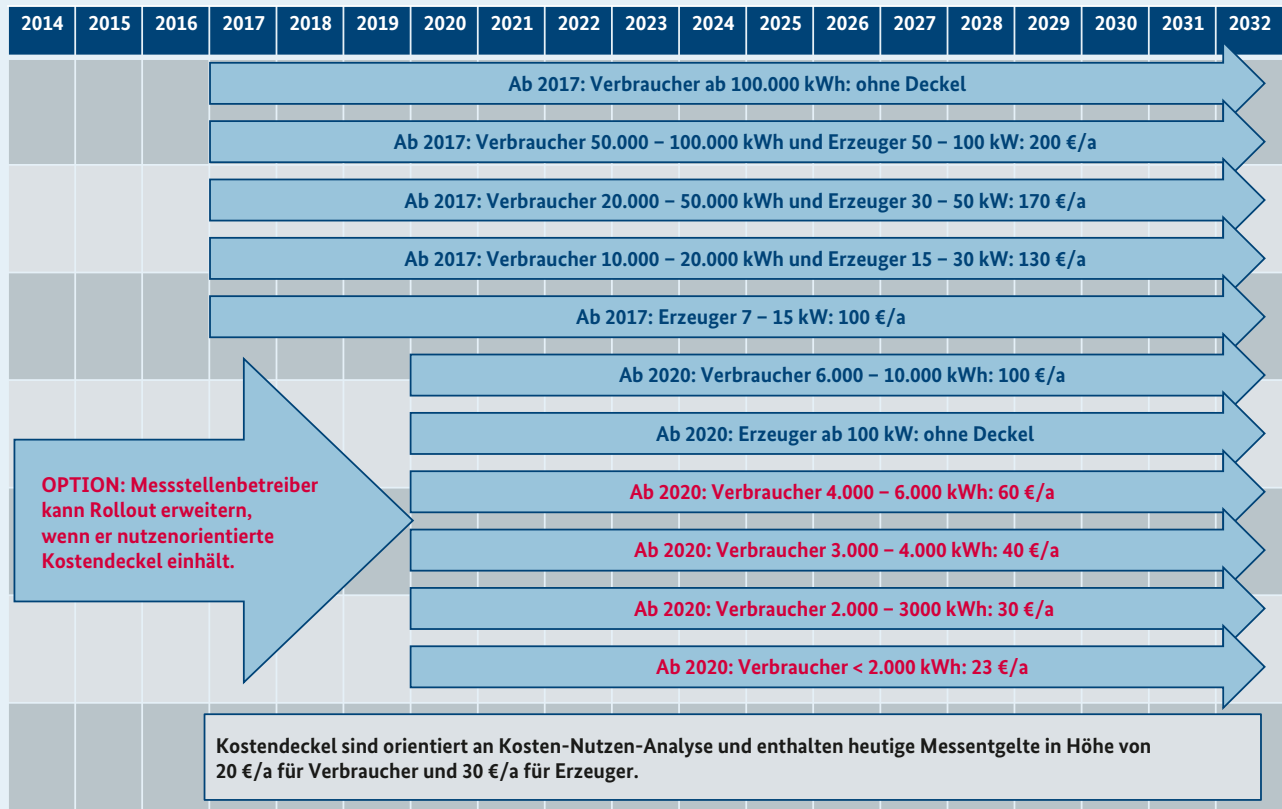 2014 2015 2016 2017 2018 2019 2020 2021 2022 2023 2024 2025 2026 2027 2028 2029 2030 2031 2032
Ab 2017: Verbraucher ab 100.000 kWh: ohne Deckel
Ab 2017: Verbraucher 50.000 – 100.000 kWh und Erzeuger 50 – 100 kW: 200 €/a
Ab 2017: Verbraucher 20.000 – 50.000 kWh und Erzeuger 30 – 50 kW: 170 €/a
Ab 2017: Verbraucher 10.000 – 20.000 kWh und Erzeuger 15 – 30 kW: 130 €/a
Ab 2017: Erzeuger 7 – 15 kW: 100 €/a
Ab 2020: Verbraucher 6.000 – 10.000 kWh: 100 €/a
Ab 2020: Erzeuger ab 100 kW: ohne Deckel
OPTION: Messstellenbetreiber
kann Rollout erweitern,
wenn er nutzenorientierte
Kostendeckel einhält.
Ab 2020: Verbraucher 4.000 – 6.000 kWh: 60 €/a
Ab 2020: Verbraucher 3.000 – 4.000 kWh: 40 €/a
Ab 2020: Verbraucher 2.000 – 3000 kWh: 30 €/a
Ab 2020: Verbraucher < 2.000 kWh: 23 €/a
Kostendeckel sind orientiert an Kosten-Nutzen-Analyse und enthalten heutige Messentgelte in Höhe von
20 €/a für Verbraucher und 30 €/a für Erzeuger.